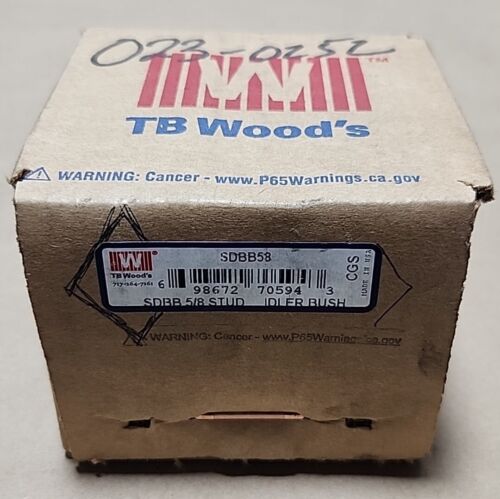 023-0252
TM
TB Wood's
WARNING: Cancer - www.P65Warnings.ca.gov
SDBB58
TB Wood's
717-264-7161
6 98672 70594 3
CGS
MADE IN USA
SDBB 5/8 STUD IDLER BUSH
WARNING: Cancer - www.P65Warnings.ca.gov